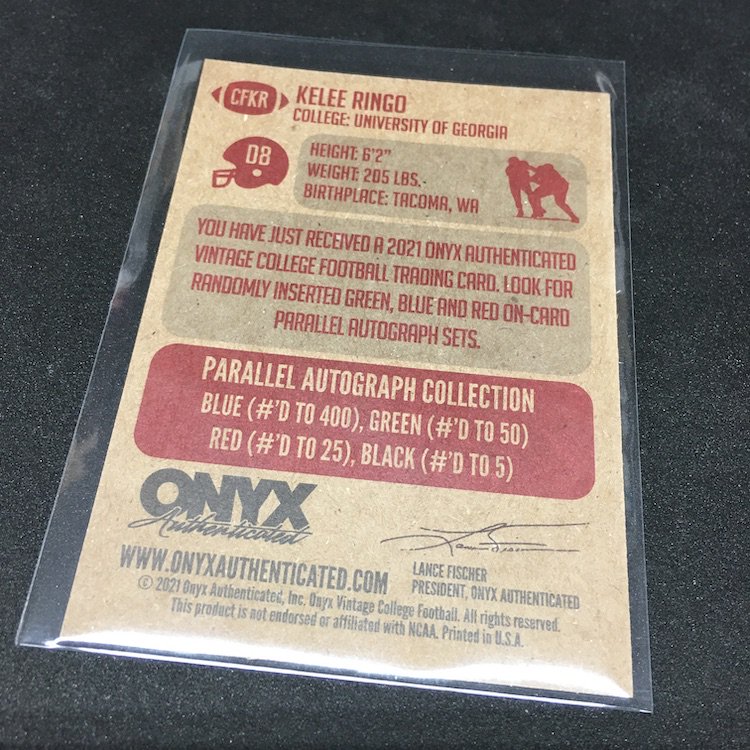 CFKR
KELEE RINGO
COLLEGE: UNIVERSITY OF GEORGIA
DB
HEIGHT: 6'2"
WEIGHT: 205 LBS.
BIRTHPLACE: TACOMA, WA
YOU HAVE JUST RECEIVED A 2021 ONYX AUTHENTICATED
VINTAGE COLLEGE FOOTBALL TRADING CARD. LOOK FOR
RANDOMLY INSERTED GREEN, BLUE AND RED ON-CARD
PARALLEL AUTOGRAPH SETS.
PARALLEL AUTOGRAPH COLLECTION
BLUE (#'D TO 400), GREEN (#'D TO 50)
RED (#'D TO 25), BLACK (#'D TO 5)
ONYX
Authenticated
WWW.ONYXAUTHENTICATED.COM
LANCE FISCHER
PRESIDENT, ONYX AUTHENTICATED
© 2021 Onyx Authenticated, Inc. Onyx Vintage College Football. All rights reserved.
This product is not endorsed or affiliated with NCAA. Printed in U.S.A.